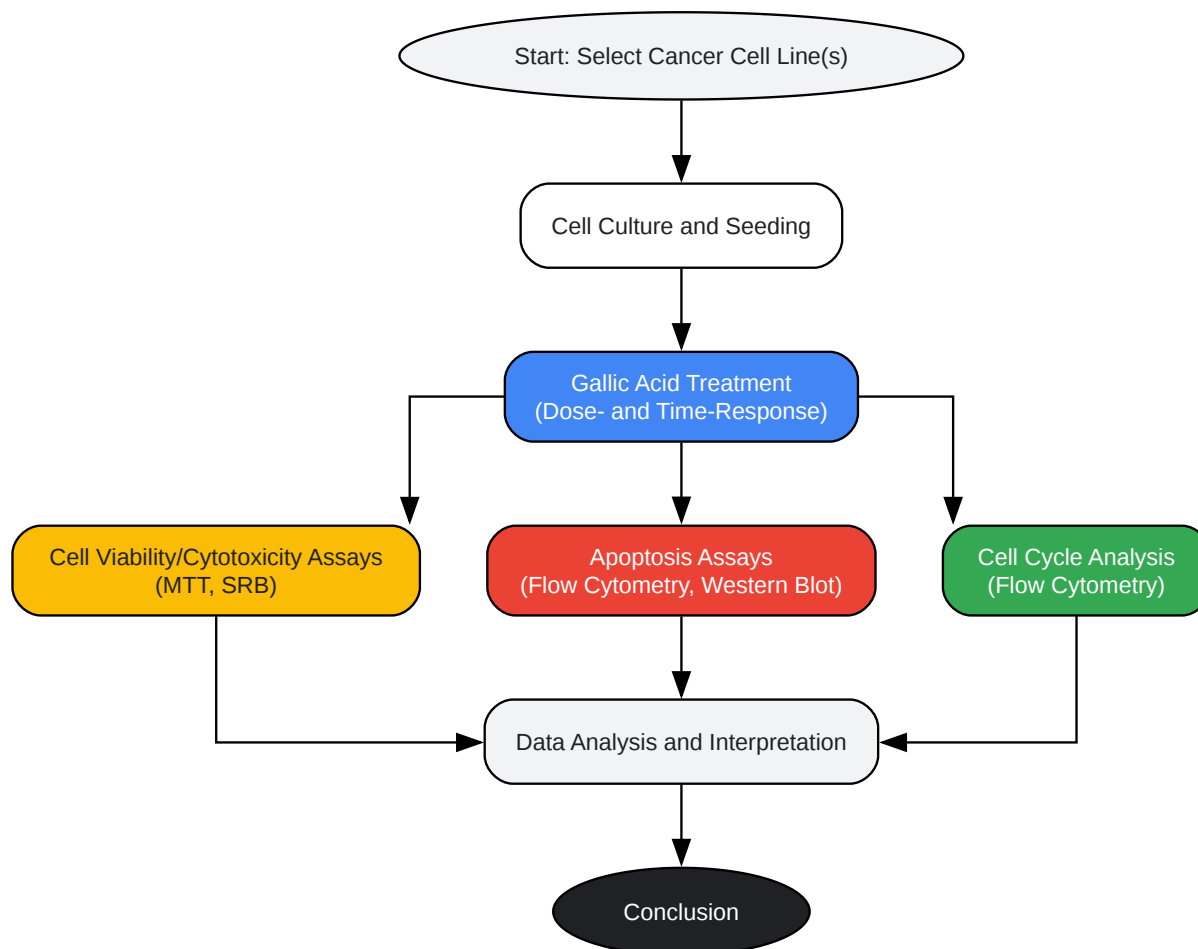 Start: Select Cancer Cell Line(s)
Cell Culture and Seeding
Gallic Acid Treatment
(Dose- and Time-Response)
Cell Viability/Cytotoxicity Assays
(MTT, SRB)
Apoptosis Assays
(Flow Cytometry, Western Blot)
Cell Cycle Analysis
(Flow Cytometry)
Data Analysis and Interpretation
Conclusion